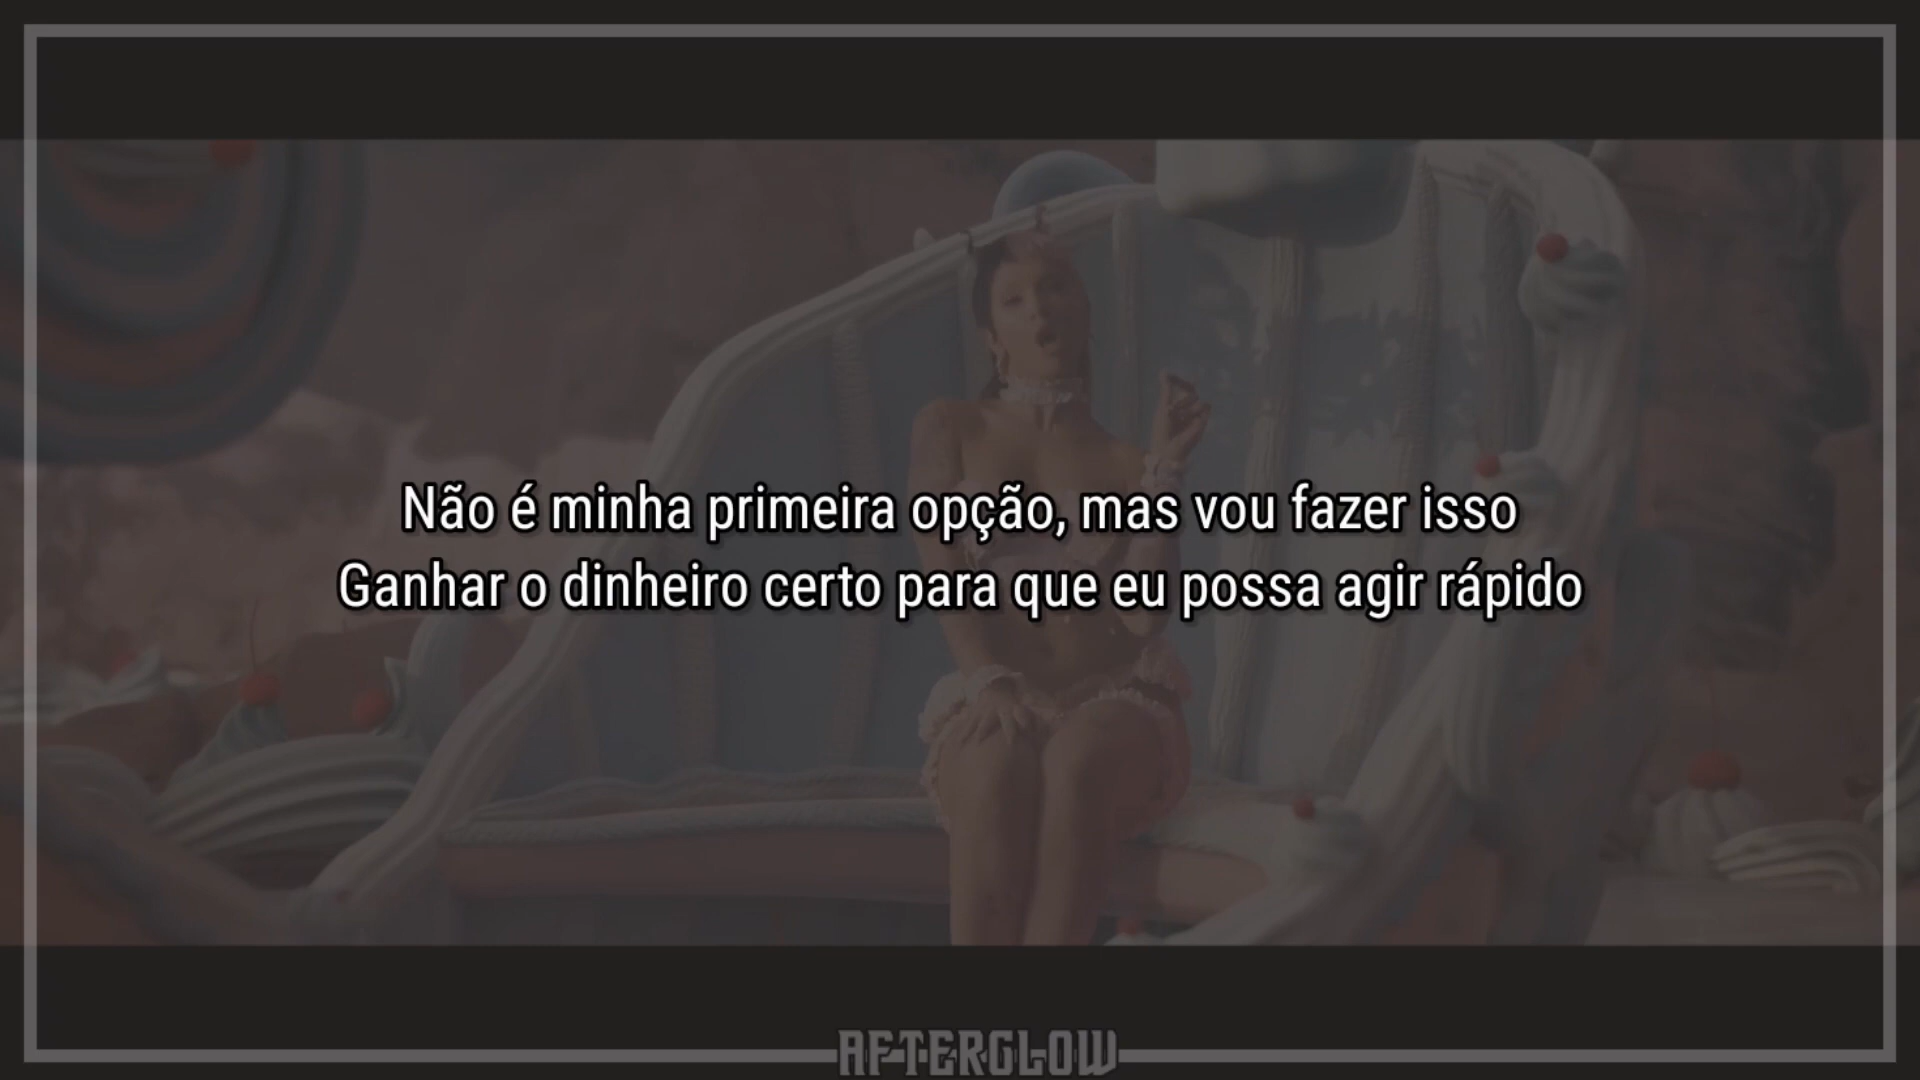 Não é minha primeira opção, mas vou fazer isso
Ganhar o dinheiro certo para que eu possa agir rápido
AFTERGLOW